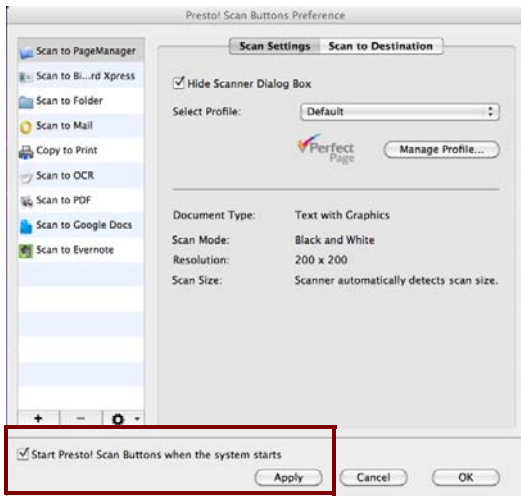 Presto! Scan Buttons Preference
Scan to PageManager
Scan to Bi...rd Xpress
Scan to Folder
Scan to Mail
Copy to Print
Scan to OCR
Scan to PDF
Scan to Google Docs
Scan to Evernote
+ − 
Scan Settings Scan to Destination
Hide Scanner Dialog Box
Select Profile: Default
Perfect
Page
Manage Profile...
Document Type: Text with Graphics
Scan Mode: Black and White
Resolution: 200 x 200
Scan Size: Scanner automatically detects scan size.
Start Presto! Scan Buttons when the system starts
Apply Cancel OK